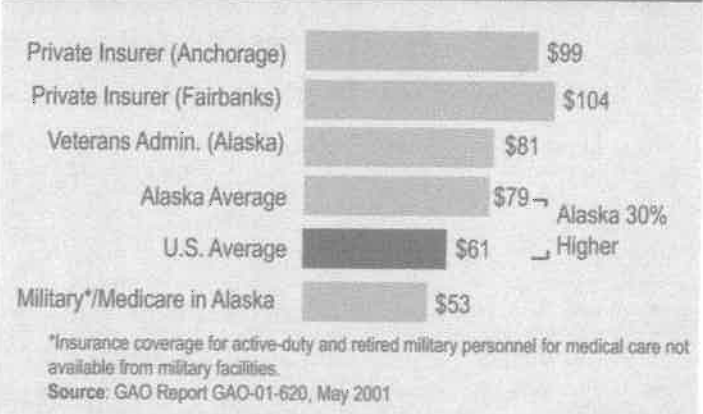 Private Insurer (Anchorage) $99
Private Insurer (Fairbanks) $104
Veterans Admin. (Alaska) $81
Alaska Average $79
Alaska 30%
U.S. Average $61 Higher
Military*/Medicare in Alaska $53
*Insurance coverage for active-duty and retired military personnel for medical care not
available from military facilities.
Source: GAO Report GAO-01-620, May 2001